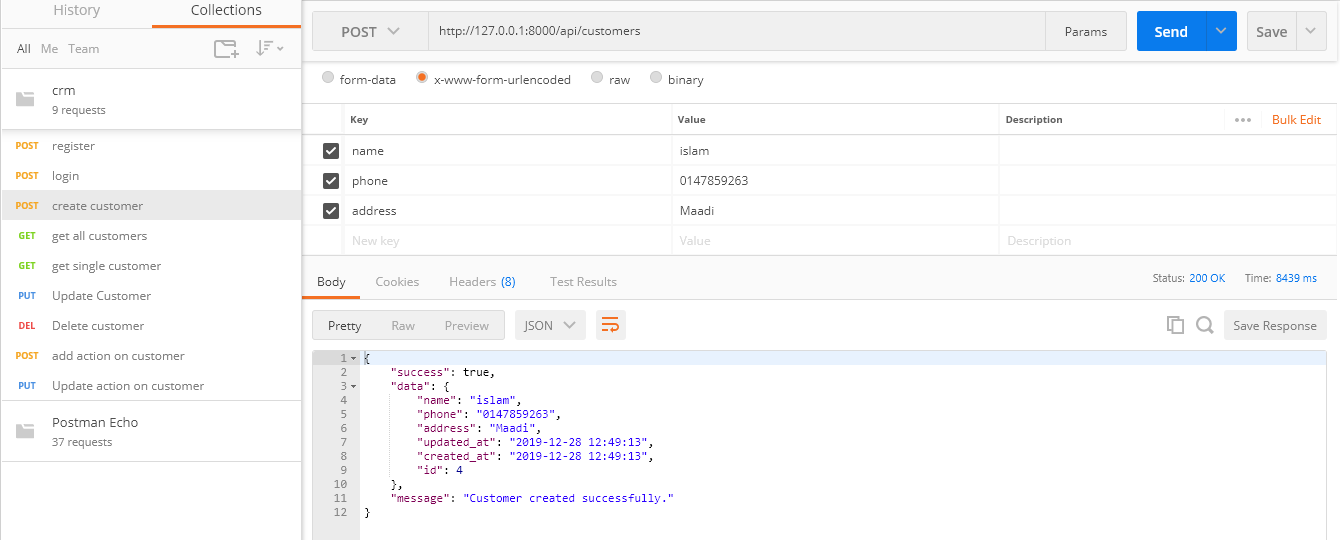 History Collections
All Me Team
crm
9 requests
POST register
POST login
POST create customer
GET get all customers
GET get single customer
PUT Update Customer
DEL Delete customer
POST add action on customer
PUT Update action on customer
Postman Echo
37 requests
POST http://127.0.0.1:8000/api/customers Params Send Save
form-data x-www-form-urlencoded raw binary
Key Value Description ••• Bulk Edit
name islam
phone 0147859263
address Maadi
New key Value Description
Body Cookies Headers (8) Test Results Status: 200 OK Time: 8439 ms
Pretty Raw Preview JSON Save Response
1 {
2 "success": true,
3 "data": {
4 "name": "islam",
5 "phone": "0147859263",
6 "address": "Maadi",
7 "updated_at": "2019-12-28 12:49:13",
8 "created_at": "2019-12-28 12:49:13",
9 "id": 4
10 },
11 "message": "Customer created successfully."
12 }